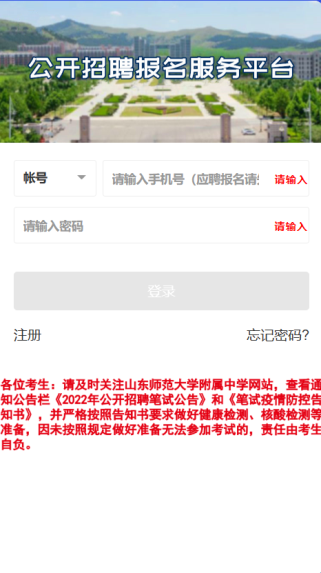 公开招聘报名服务平台
帐号
请输入手机号（应聘报名请
请输入
请输入密码
请输入
登录
注册
忘记密码?
各位考生：请及时关注山东师范大学附属中学网站，查看通
知公告栏《2022年公开招聘笔试公告》和《笔试疫情防控告
知书》，并严格按照告知书要求做好健康检测、核酸检测等
准备，因未按照规定做好准备无法参加考试的，责任由考生
自负。